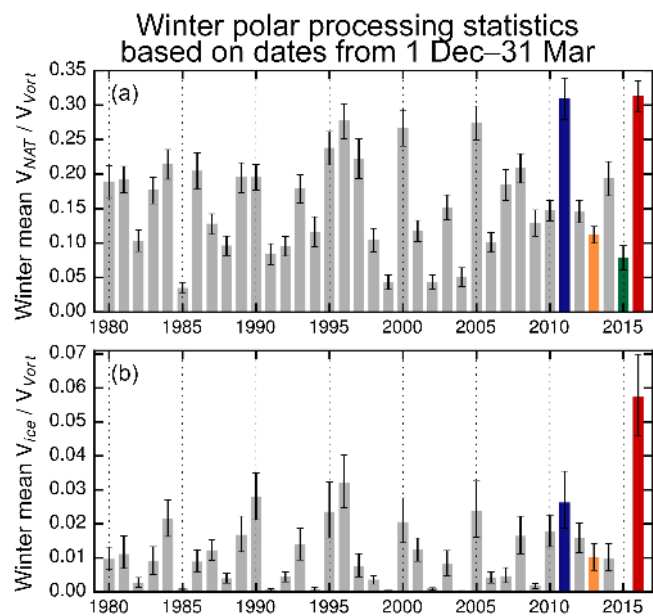 Winter polar processing statistics
based on dates from 1 Dec–31 Mar
(a)
Winter mean V_NAT / V_Vort
0.35
0.30
0.25
0.20
0.15
0.10
0.05
0.00
1980 1985 1990 1995 2000 2005 2010 2015
(b)
Winter mean V_ice / V_Vort
0.07
0.06
0.05
0.04
0.03
0.02
0.01
0.00
1980 1985 1990 1995 2000 2005 2010 2015